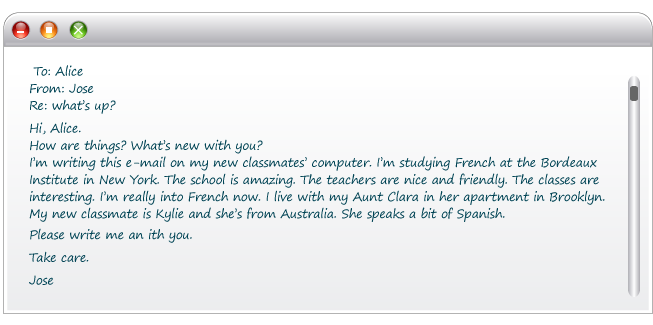 To: Alice
From: Jose
Re: what's up?
Hi, Alice.
How are things? What's new with you?
I'm writing this e-mail on my new classmates' computer. I'm studying French at the Bordeaux
Institute in New York. The school is amazing. The teachers are nice and friendly. The classes are
interesting. I'm really into French now. I live with my Aunt Clara in her apartment in Brooklyn.
My new classmate is Kylie and she's from Australia. She speaks a bit of Spanish.
Please write me an ith you.
Take care.
Jose